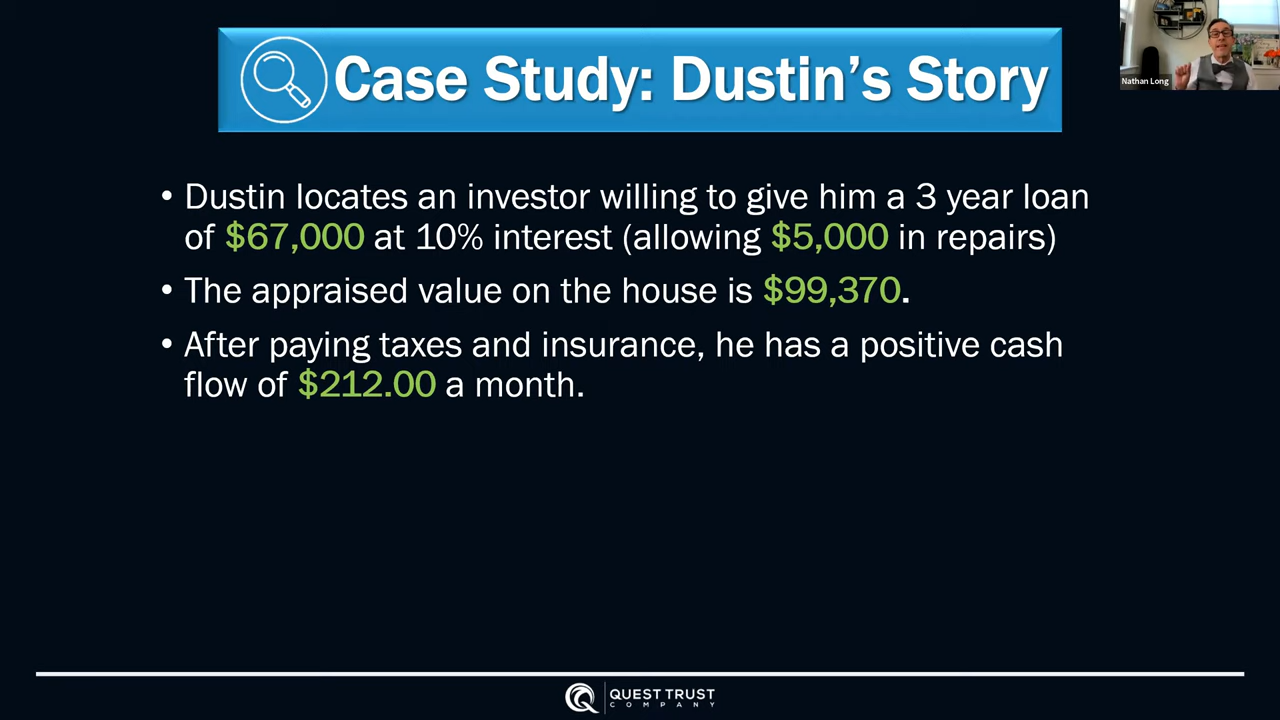 Case Study: Dustin’s Story
Nathan Long
• Dustin locates an investor willing to give him a 3 year loan
of $67,000 at 10% interest (allowing $5,000 in repairs)
• The appraised value on the house is $99,370.
• After paying taxes and insurance, he has a positive cash
flow of $212.00 a month.
QUEST TRUST
COMPANY